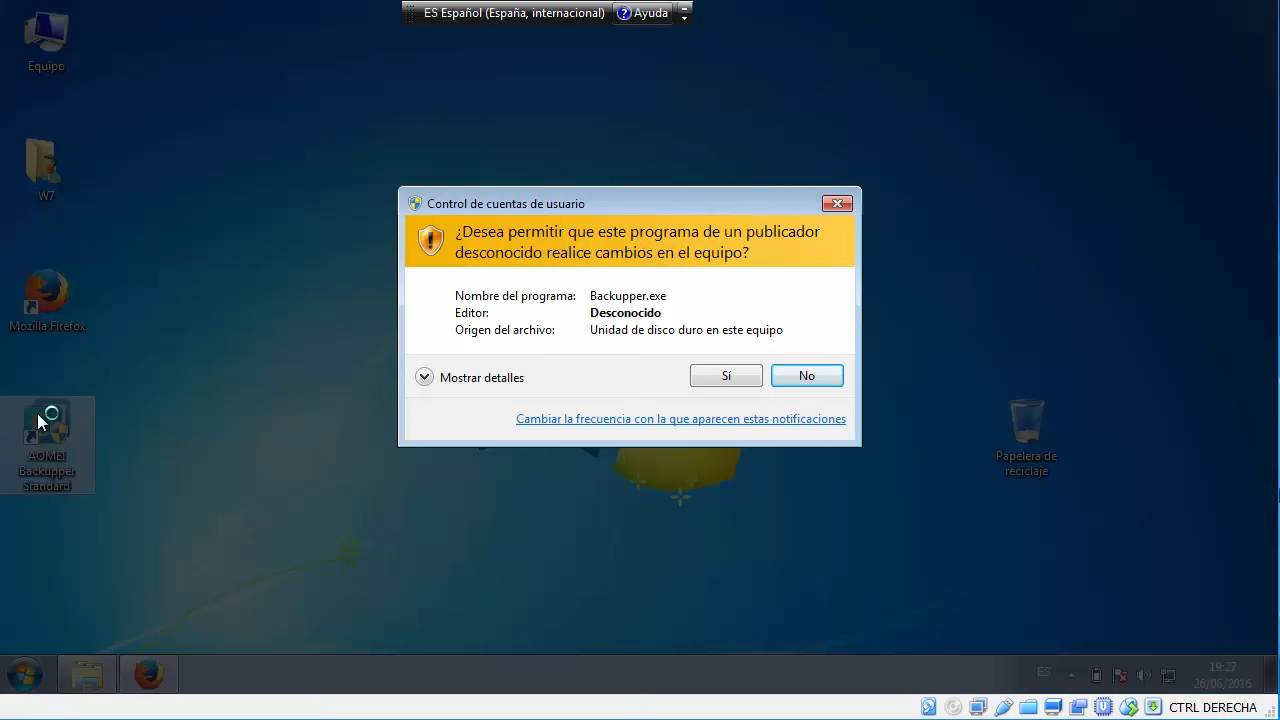 ES Español (España, internacional)
Ayuda
Equipo
W7
Mozilla Firefox
AOMEI
Backupper
Standard
Control de cuentas de usuario
¿Desea permitir que este programa de un publicador
desconocido realice cambios en el equipo?
Nombre del programa: Backupper.exe
Editor: Desconocido
Origen del archivo: Unidad de disco duro en este equipo
Mostrar detalles
Sí
No
Cambiar la frecuencia con la que aparecen estas notificaciones
Papelera de
reciclaje
ES
19:27
26/06/2016
CTRL DERECHA